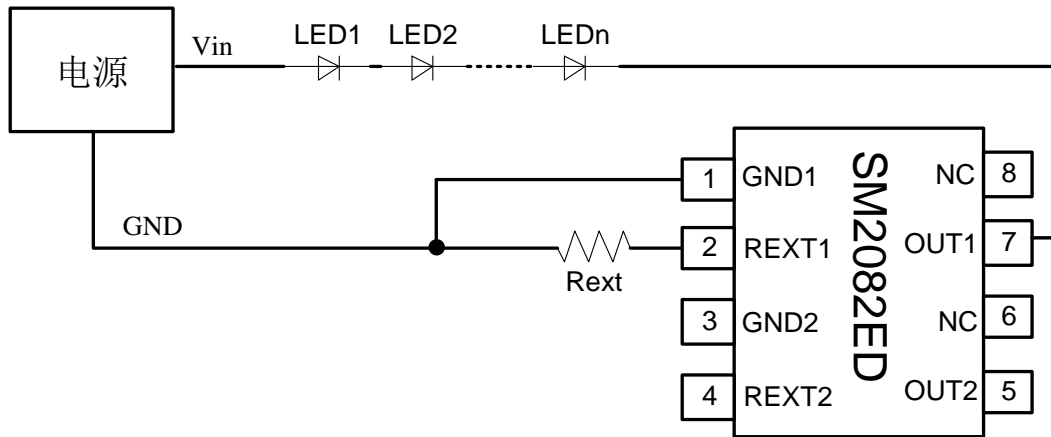 电源
Vin
LED1
LED2
LEDn
GND
Rext
SM2082ED
1
GND1
2
REXT1
3
GND2
4
REXT2
NC
8
OUT1
7
NC
6
OUT2
5